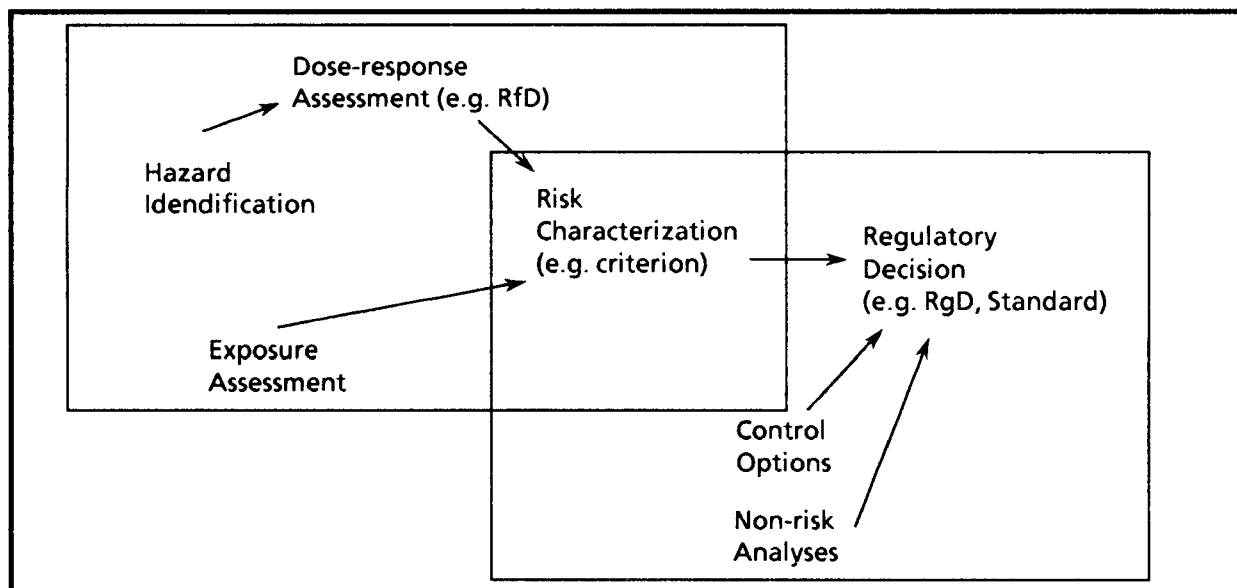 Dose-response
Assessment (e.g. RfD)
Hazard
Idendification
Risk
Characterization
(e.g. criterion)
Regulatory
Decision
(e.g. RgD, Standard)
Exposure
Assessment
Control
Options
Non-risk
Analyses